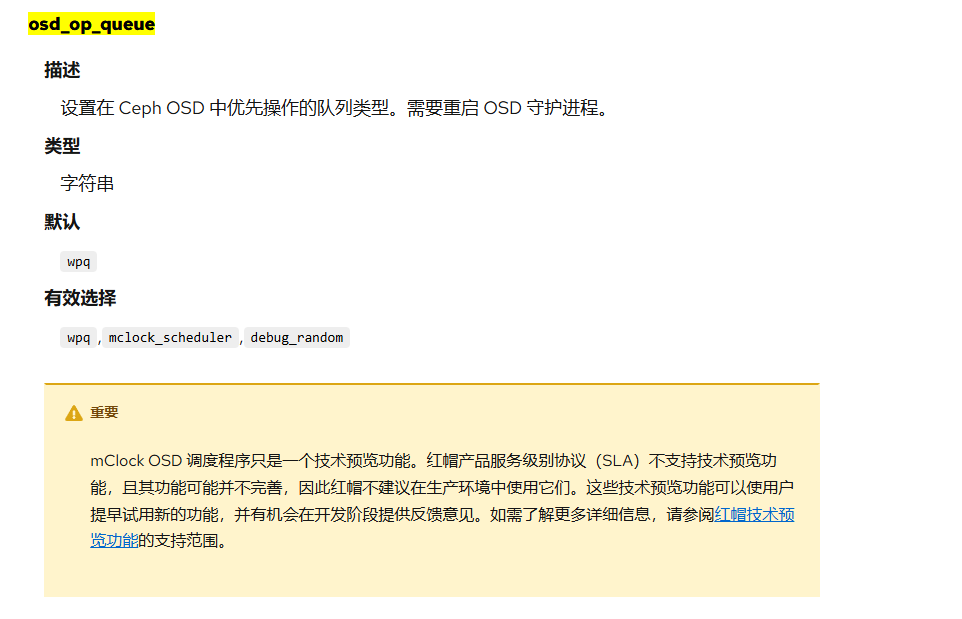 osd_op_queue
描述
设置在 Ceph OSD 中优先操作的队列类型。需要重启 OSD 守护进程。
类型
字符串
默认
wpq
有效选择
wpq , mclock_scheduler , debug_random
重要
mClock OSD 调度程序只是一个技术预览功能。红帽产品服务级别协议（SLA）不支持技术预览功
能，且其功能可能并不完善，因此红帽不建议在生产环境中使用它们。这些技术预览功能可以使用户
提早试用新的功能，并有机会在开发阶段提供反馈意见。如需了解更多详细信息，请参阅红帽技术预
览功能的支持范围。